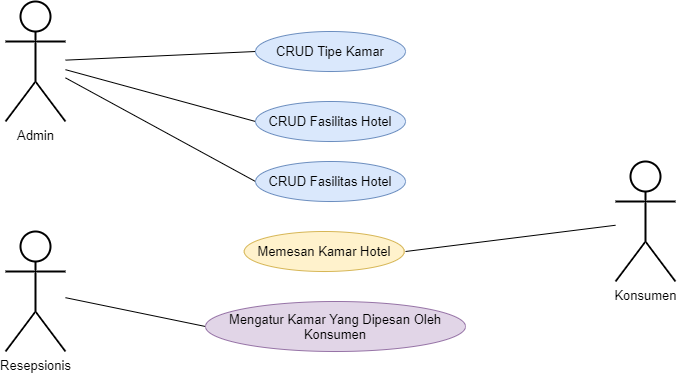 CRUD Tipe Kamar
CRUD Fasilitas Hotel
Admin
CRUD Fasilitas Hotel
Memesan Kamar Hotel
Konsumen
Mengatur Kamar Yang Dipesan Oleh
Konsumen
Resepsionis